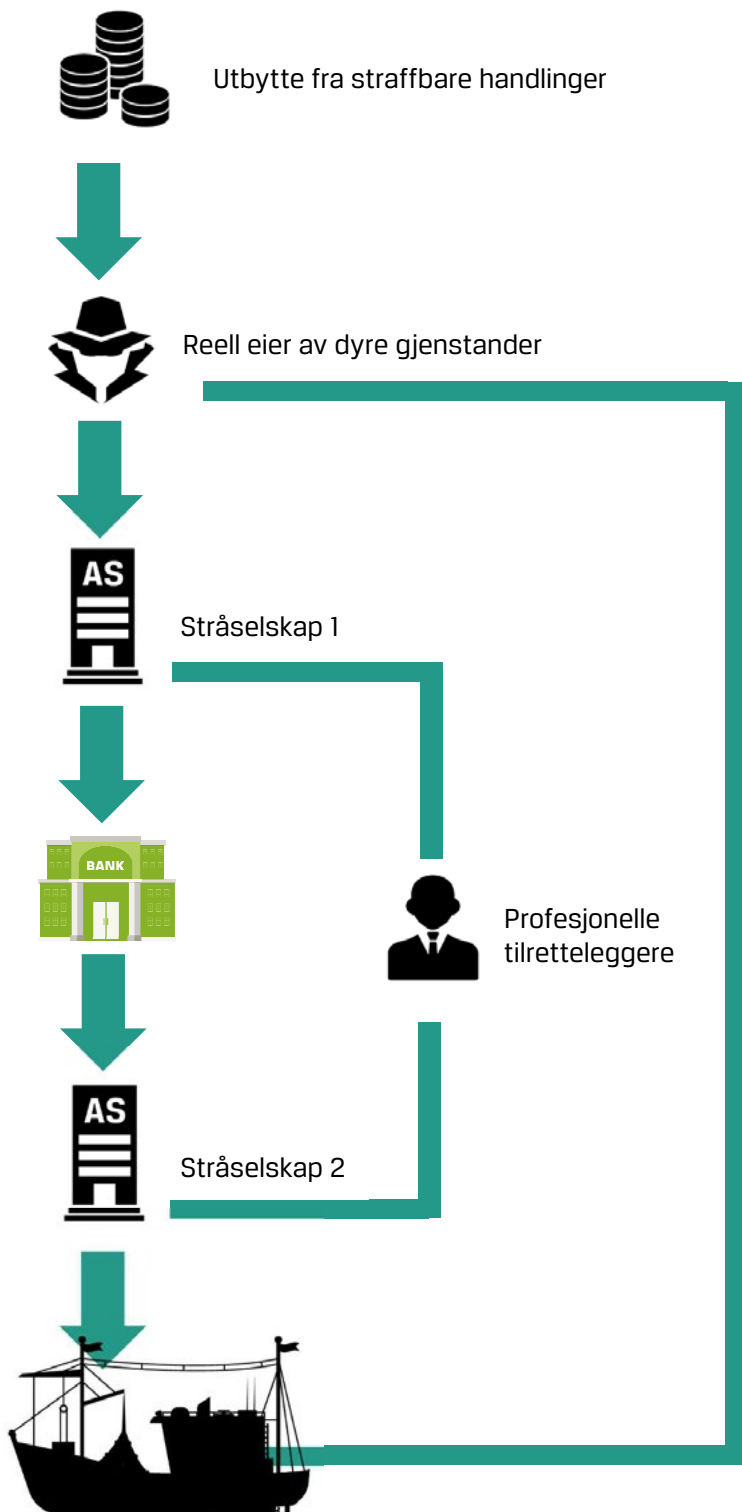 Utbytte fra straffbare handlinger
Reell eier av dyre gjenstander
AS
Stråselskap 1
BANK
Profesjonelle
tilretteleggere
AS
Stråselskap 2